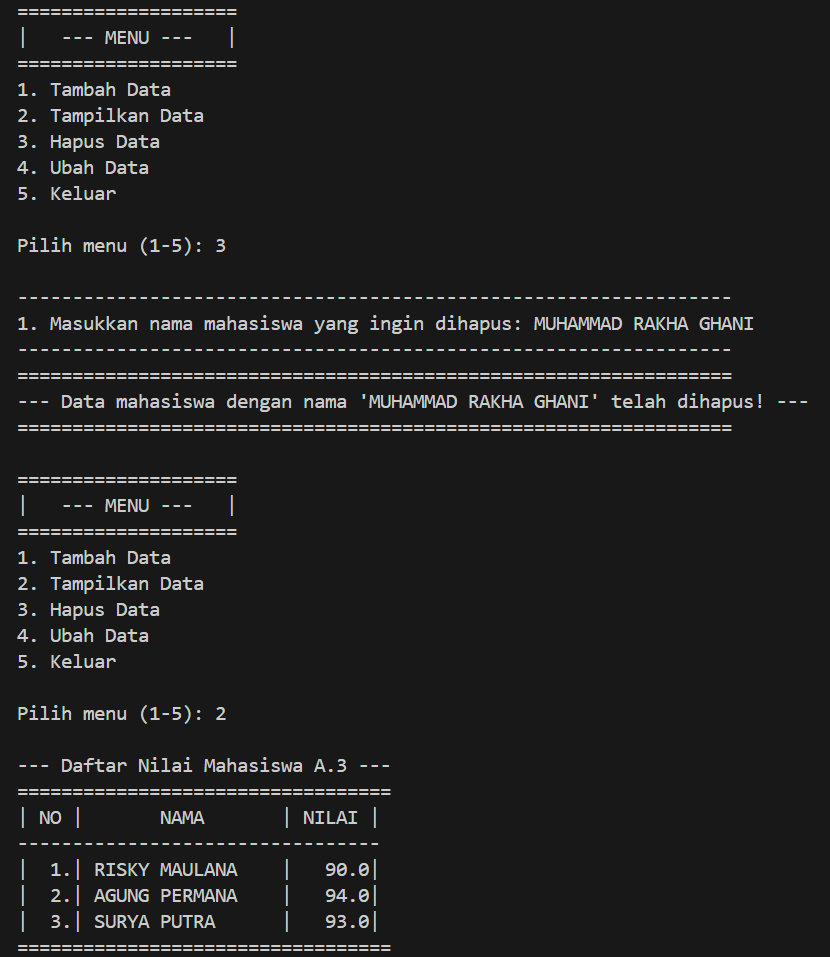 ====================
|   --- MENU ---   |
====================
1. Tambah Data
2. Tampilkan Data
3. Hapus Data
4. Ubah Data
5. Keluar

Pilih menu (1-5): 3

-----------------------------------------------------------------
1. Masukkan nama mahasiswa yang ingin dihapus: MUHAMMAD RAKHA GHANI
-----------------------------------------------------------------
=================================================================
--- Data mahasiswa dengan nama 'MUHAMMAD RAKHA GHANI' telah dihapus! ---
=================================================================

====================
|   --- MENU ---   |
====================
1. Tambah Data
2. Tampilkan Data
3. Hapus Data
4. Ubah Data
5. Keluar

Pilih menu (1-5): 2

--- Daftar Nilai Mahasiswa A.3 ---
==================================
| NO |       NAMA       | NILAI |
---------------------------------
|  1.| RISKY MAULANA    |   90.0|
|  2.| AGUNG PERMANA    |   94.0|
|  3.| SURYA PUTRA      |   93.0|
==================================